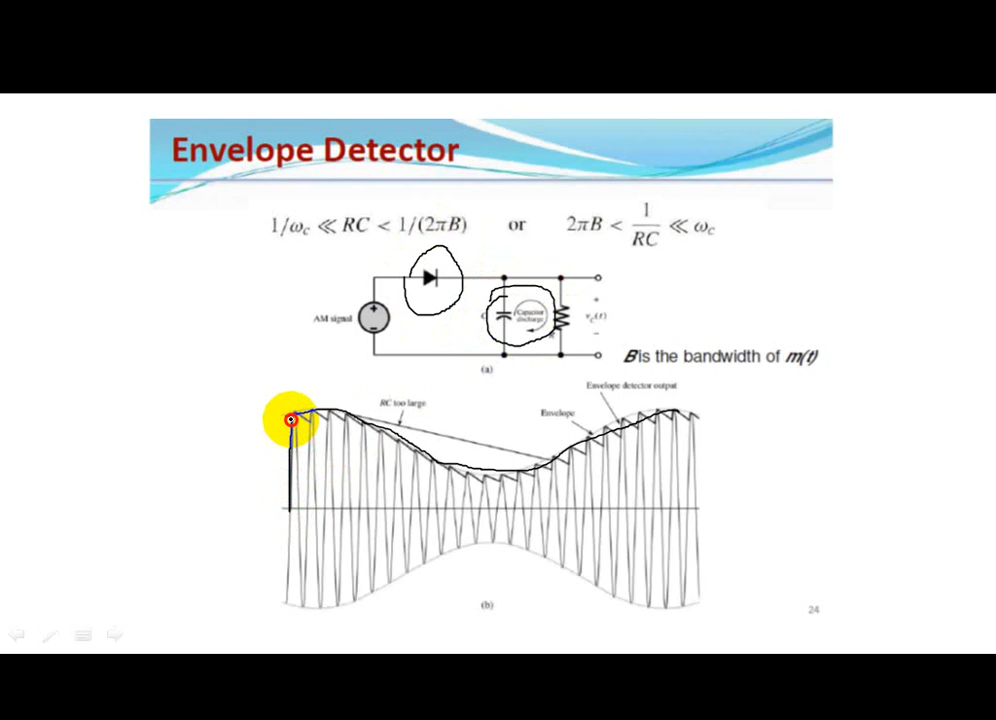 Envelope Detector
1/ω_c ≪ RC < 1/(2πB) or 2πB < 1/RC ≪ ω_c
AM signal
C
Capacitor
discharge
R
+
v_c(t)
−
(a)
B is the bandwidth of m(t)
Envelope detector output
RC too large
Envelope
(b)
24